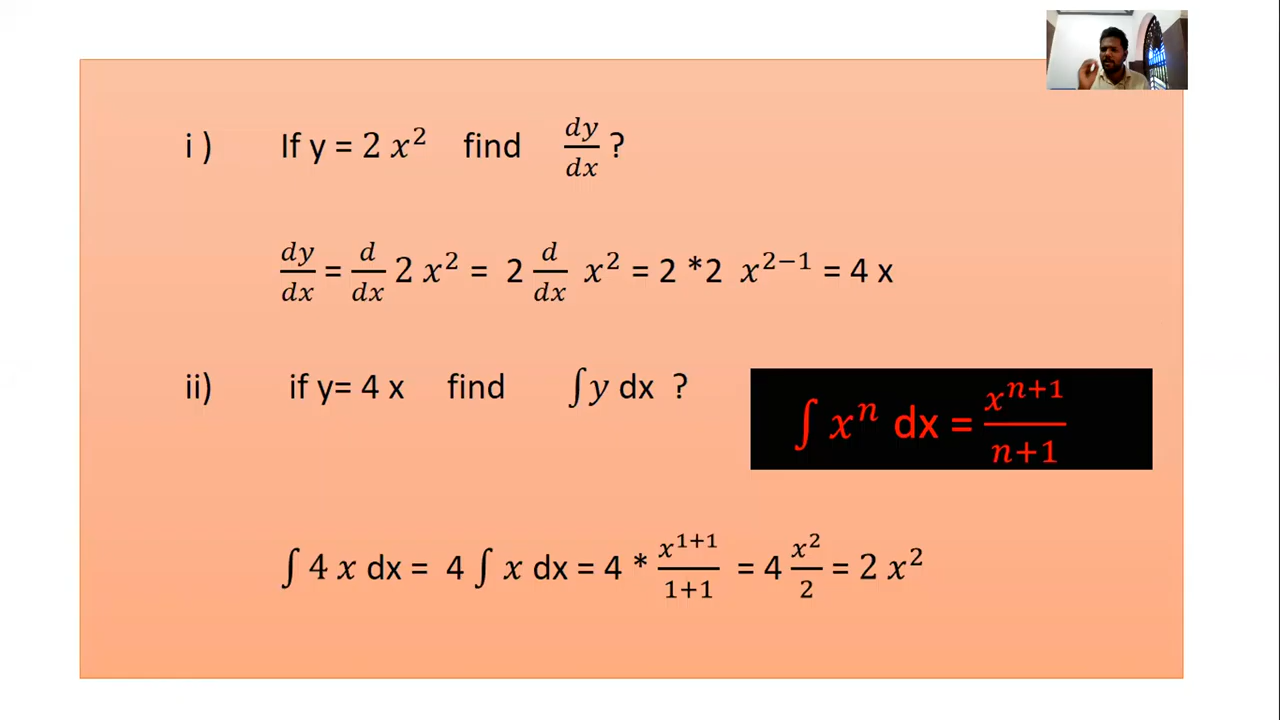 i ) If y = 2 x² find dy/dx ?
dy/dx = d/dx 2 x² = 2 d/dx x² = 2 *2 x²⁻¹ = 4 x
ii) if y= 4 x find ∫ y dx ?
∫ xⁿ dx = xⁿ⁺¹/n+1
∫ 4 x dx = 4 ∫ x dx = 4 * x¹⁺¹/1+1 = 4 x²/2 = 2 x²